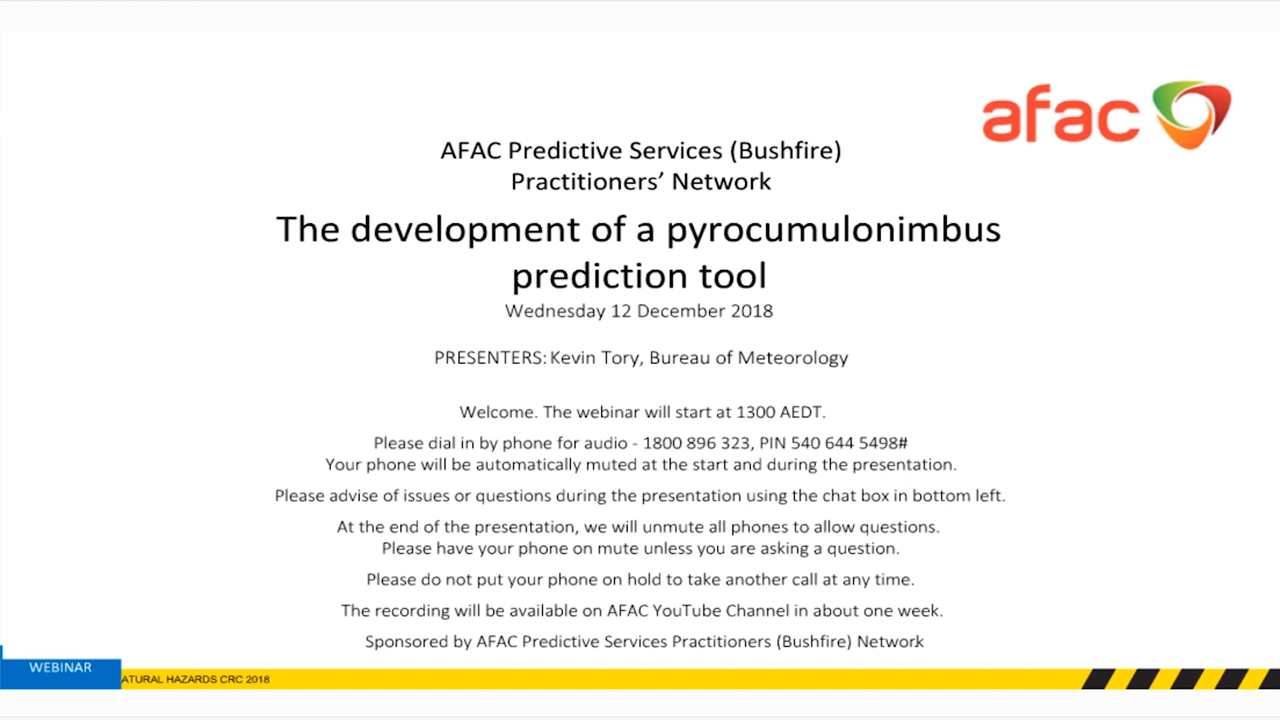 afac
AFAC Predictive Services (Bushfire)
Practitioners’ Network
The development of a pyrocumulonimbus
prediction tool
Wednesday 12 December 2018
PRESENTERS: Kevin Tory, Bureau of Meteorology
Welcome. The webinar will start at 1300 AEDT.
Please dial in by phone for audio - 1800 896 323, PIN 540 644 5498#
Your phone will be automatically muted at the start and during the presentation.
Please advise of issues or questions during the presentation using the chat box in bottom left.
At the end of the presentation, we will unmute all phones to allow questions.
Please have your phone on mute unless you are asking a question.
Please do not put your phone on hold to take another call at any time.
The recording will be available on AFAC YouTube Channel in about one week.
Sponsored by AFAC Predictive Services Practitioners (Bushfire) Network
WEBINAR
ATURAL HAZARDS CRC 2018